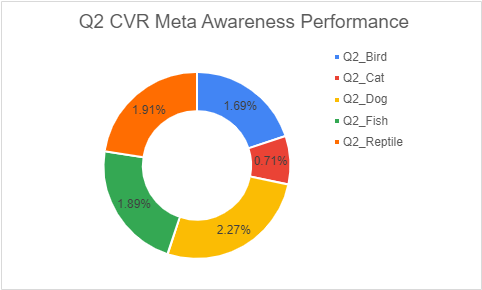 Q2 CVR Meta Awareness Performance
Q2_Bird
Q2_Cat
Q2_Dog
Q2_Fish
Q2_Reptile
1.69%
0.71%
2.27%
1.89%
1.91%